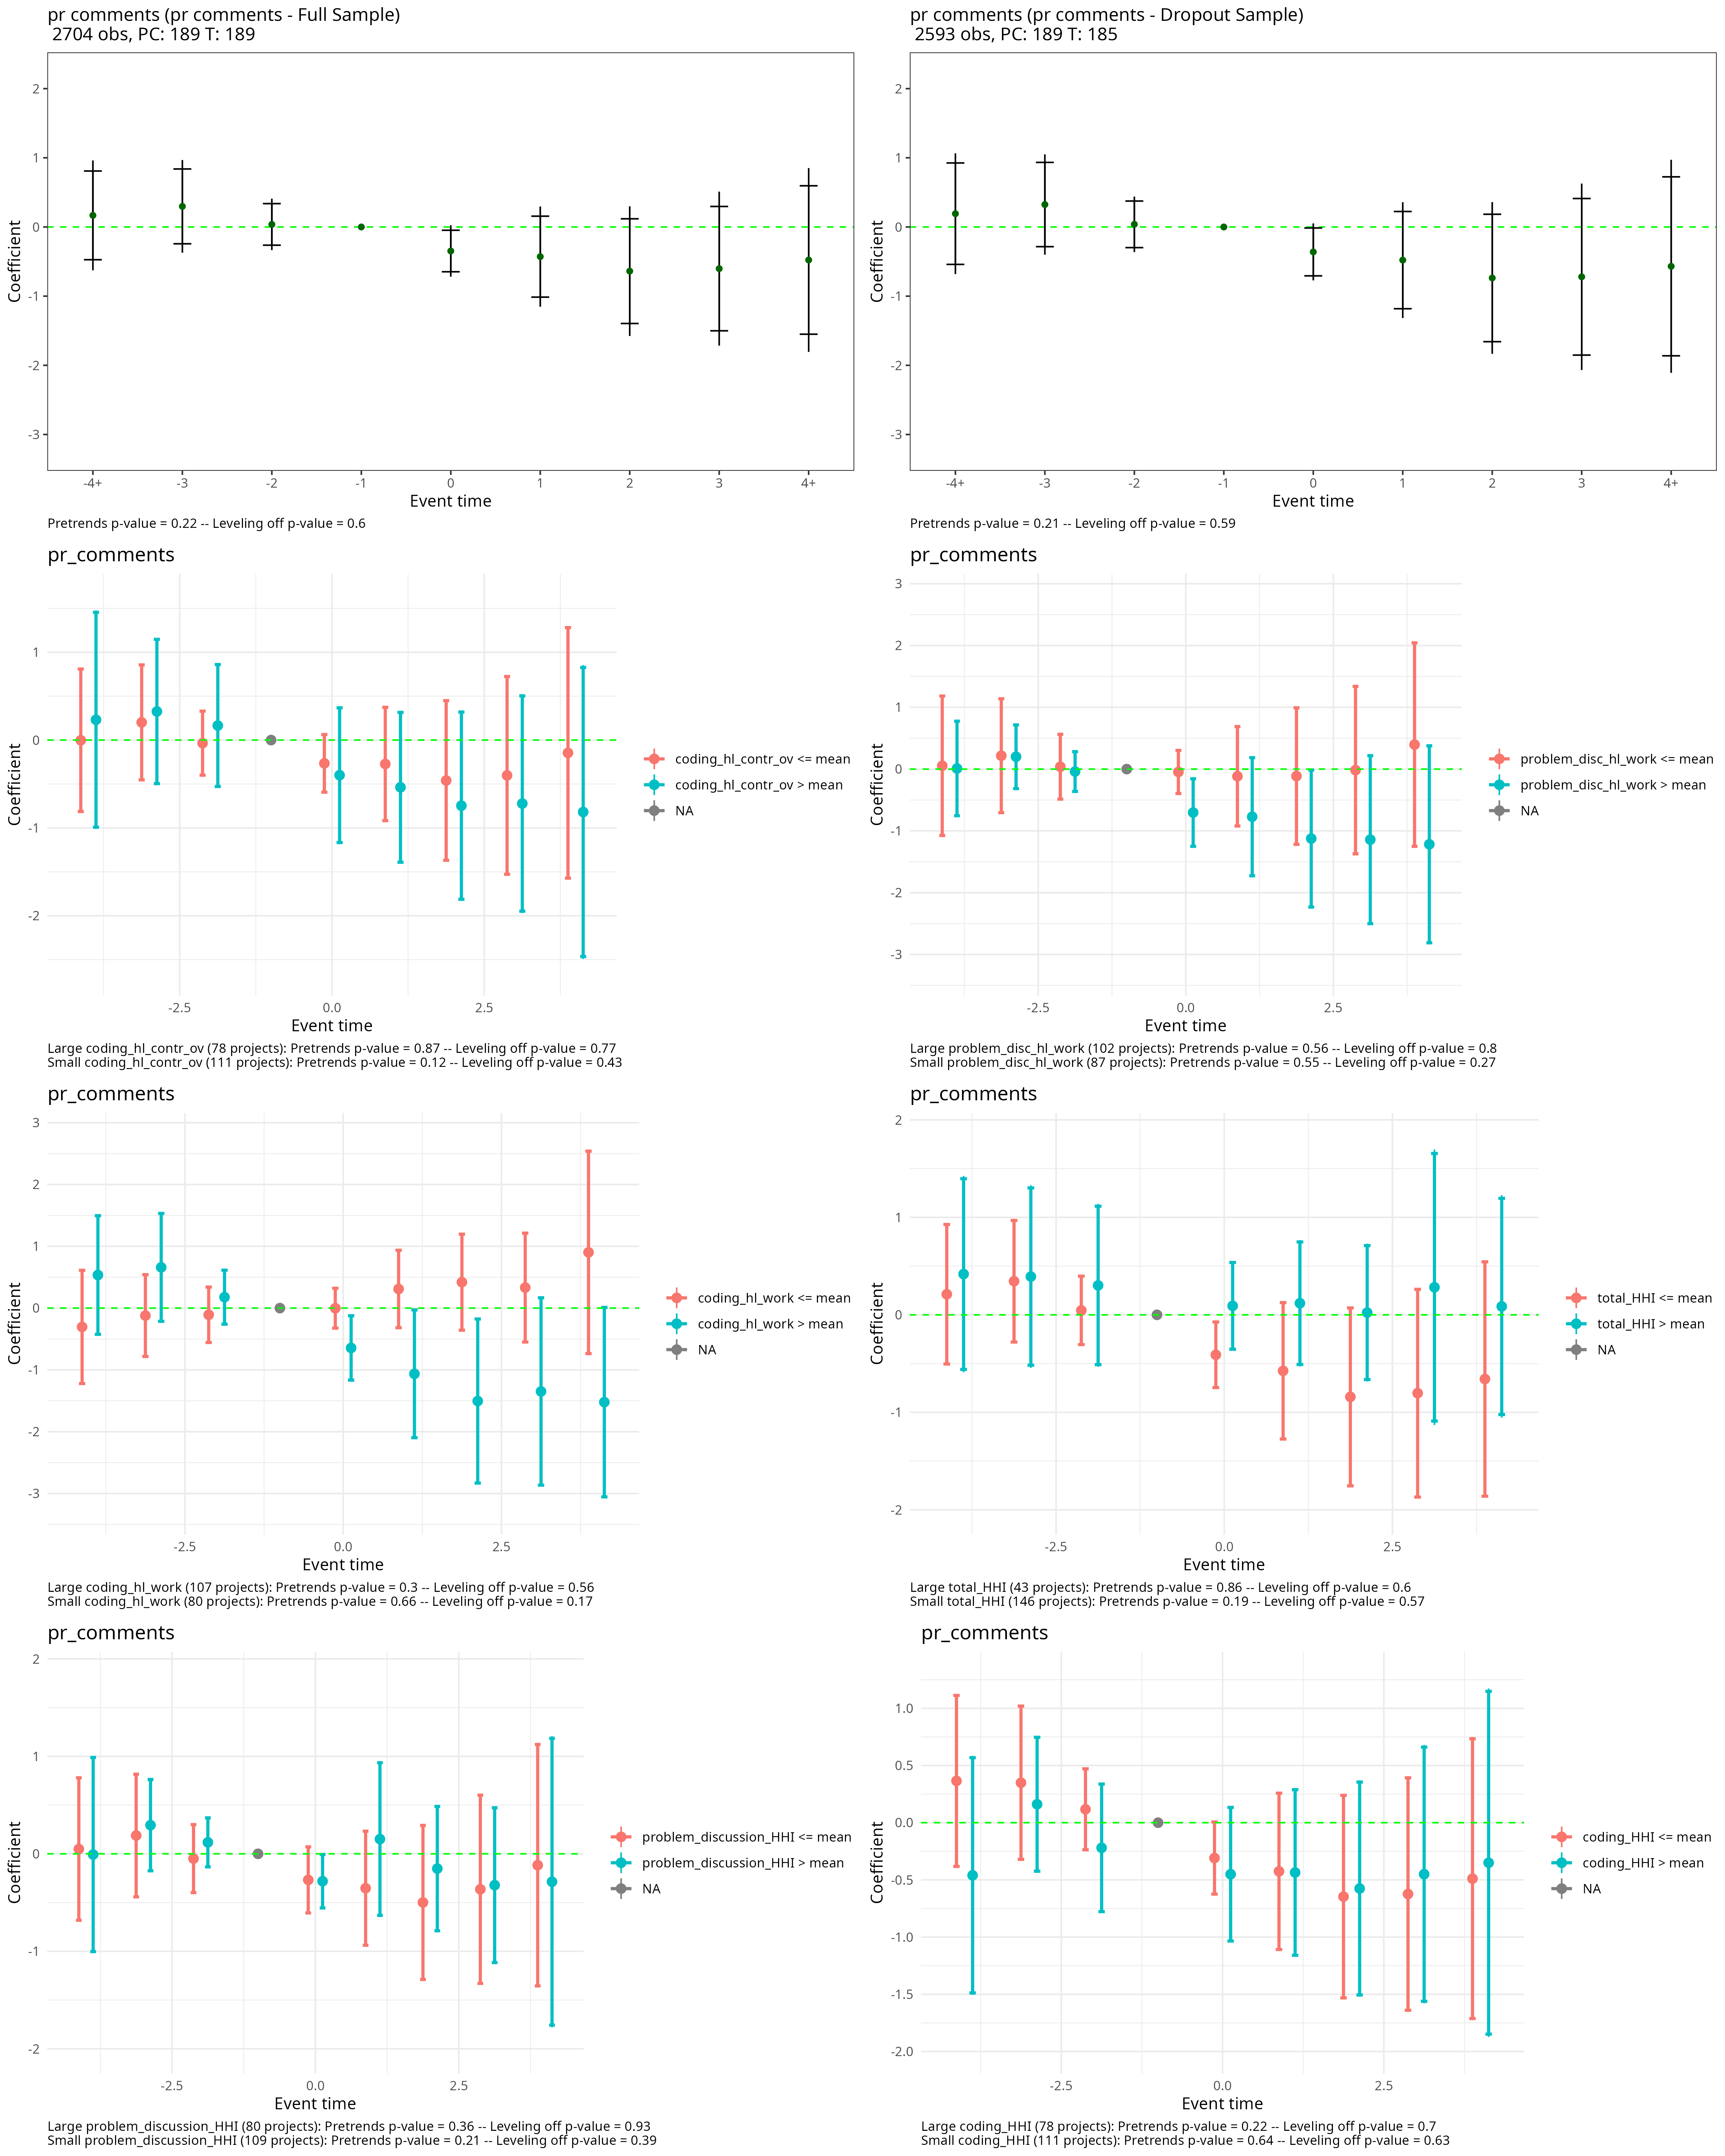 pr comments (pr comments - Full Sample)
2704 obs, PC: 189 T: 189
2
1
0
-1
-2
-3
Coefficient
-4+ -3 -2 -1 0 1 2 3 4+
Event time
Pretrends p-value = 0.22 -- Leveling off p-value = 0.6
pr comments (pr comments - Dropout Sample)
2593 obs, PC: 189 T: 185
2
1
0
-1
-2
-3
Coefficient
-4+ -3 -2 -1 0 1 2 3 4+
Event time
Pretrends p-value = 0.21 -- Leveling off p-value = 0.59
pr_comments
1
0
-1
-2
Coefficient
-2.5 0.0 2.5
Event time
coding_hl_contr_ov <= mean
coding_hl_contr_ov > mean
NA
Large coding_hl_contr_ov (78 projects): Pretrends p-value = 0.87 -- Leveling off p-value = 0.77
Small coding_hl_contr_ov (111 projects): Pretrends p-value = 0.12 -- Leveling off p-value = 0.43
pr_comments
3
2
1
0
-1
-2
-3
Coefficient
-2.5 0.0 2.5
Event time
problem_disc_hl_work <= mean
problem_disc_hl_work > mean
NA
Large problem_disc_hl_work (102 projects): Pretrends p-value = 0.56 -- Leveling off p-value = 0.8
Small problem_disc_hl_work (87 projects): Pretrends p-value = 0.55 -- Leveling off p-value = 0.27
pr_comments
3
2
1
0
-1
-2
-3
Coefficient
-2.5 0.0 2.5
Event time
coding_hl_work <= mean
coding_hl_work > mean
NA
Large coding_hl_work (107 projects): Pretrends p-value = 0.3 -- Leveling off p-value = 0.56
Small coding_hl_work (80 projects): Pretrends p-value = 0.66 -- Leveling off p-value = 0.17
pr_comments
2
1
0
-1
-2
Coefficient
-2.5 0.0 2.5
Event time
total_HHI <= mean
total_HHI > mean
NA
Large total_HHI (43 projects): Pretrends p-value = 0.86 -- Leveling off p-value = 0.6
Small total_HHI (146 projects): Pretrends p-value = 0.19 -- Leveling off p-value = 0.57
pr_comments
2
1
0
-1
-2
Coefficient
-2.5 0.0 2.5
Event time
problem_discussion_HHI <= mean
problem_discussion_HHI > mean
NA
Large problem_discussion_HHI (80 projects): Pretrends p-value = 0.36 -- Leveling off p-value = 0.93
Small problem_discussion_HHI (109 projects): Pretrends p-value = 0.21 -- Leveling off p-value = 0.39
pr_comments
1.0
0.5
0.0
-0.5
-1.0
-1.5
-2.0
Coefficient
-2.5 0.0 2.5
Event time
coding_HHI <= mean
coding_HHI > mean
NA
Large coding_HHI (78 projects): Pretrends p-value = 0.22 -- Leveling off p-value = 0.7
Small coding_HHI (111 projects): Pretrends p-value = 0.64 -- Leveling off p-value = 0.63